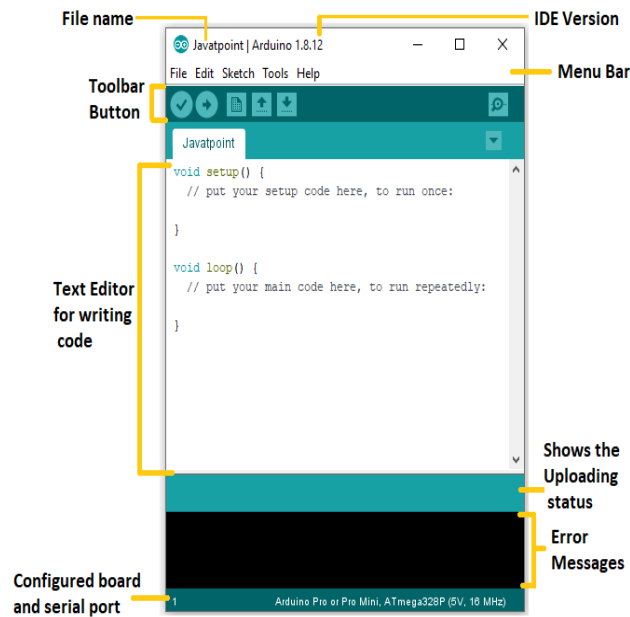 File name
IDE Version
Javatpoint | Arduino 1.8.12
File Edit Sketch Tools Help
Menu Bar
Toolbar
Button
Javatpoint
void setup() {
// put your setup code here, to run once:
}
void loop() {
// put your main code here, to run repeatedly:
}
Text Editor
for writing
code
Shows the
Uploading
status
Error
Messages
Configured board
and serial port
1
Arduino Pro or Pro Mini, ATmega328P (5V, 16 MHz)